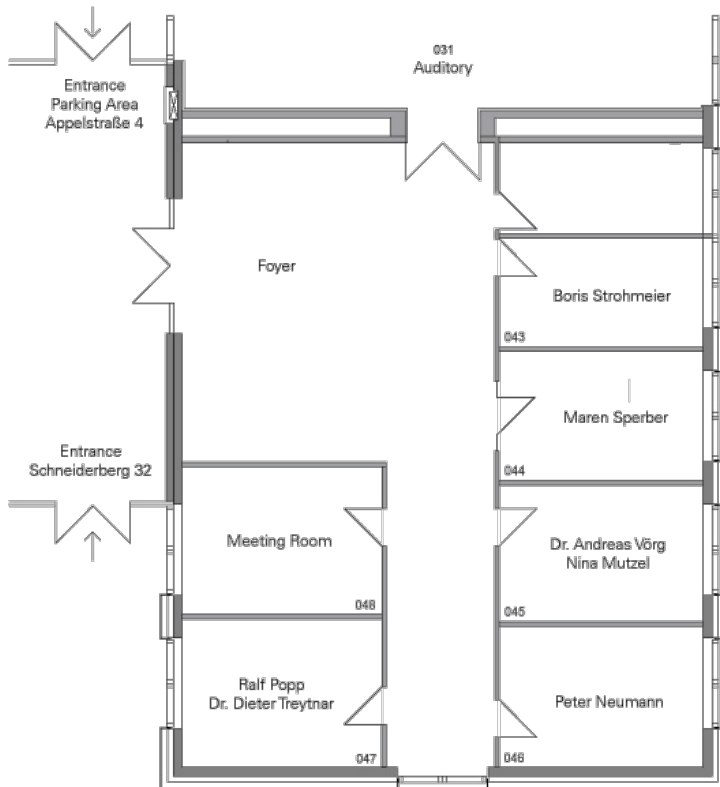 031
Auditory
Entrance
Parking Area
Appelstraße 4
Foyer
Boris Strohmeier
043
Maren Sperber
044
Entrance
Schneiderberg 32
Meeting Room
048
Dr. Andreas Vörg
Nina Mutzel
045
Ralf Popp
Dr. Dieter Treytnar
047
Peter Neumann
046